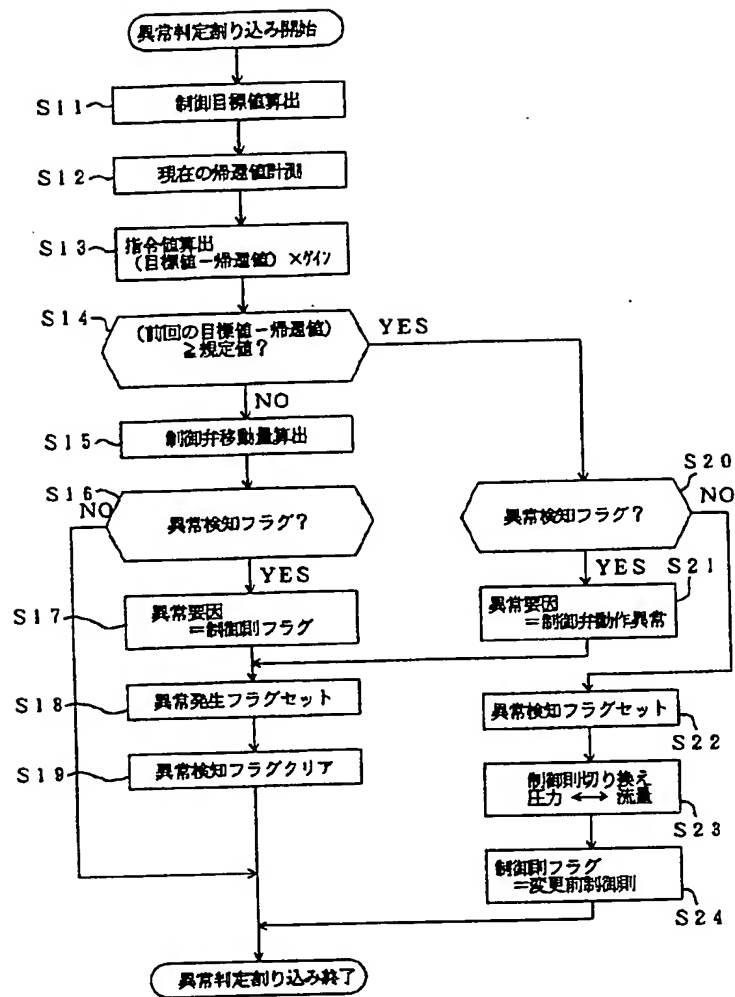 異常判定割り込み開始
S11
制御目標値算出
S12
現在の帰還値計測
S13
指令値算出
(目標値－帰還値)×ゲイン
S14
(前回の目標値－帰還値)
≧規定値？
YES
NO
S15
制御弁移動量算出
S16
NO
異常検知フラグ？
YES
S20
異常検知フラグ？
NO
YES
S17
異常要因
＝制御則フラグ
S21
異常要因
＝制御弁動作異常
S18
異常発生フラグセット
S19
異常検知フラグクリア
異常検知フラグセット
S22
制御則切り換え
圧力 ←→ 流量
S23
制御則フラグ
＝変更前制御則
S24
異常判定割り込み終了